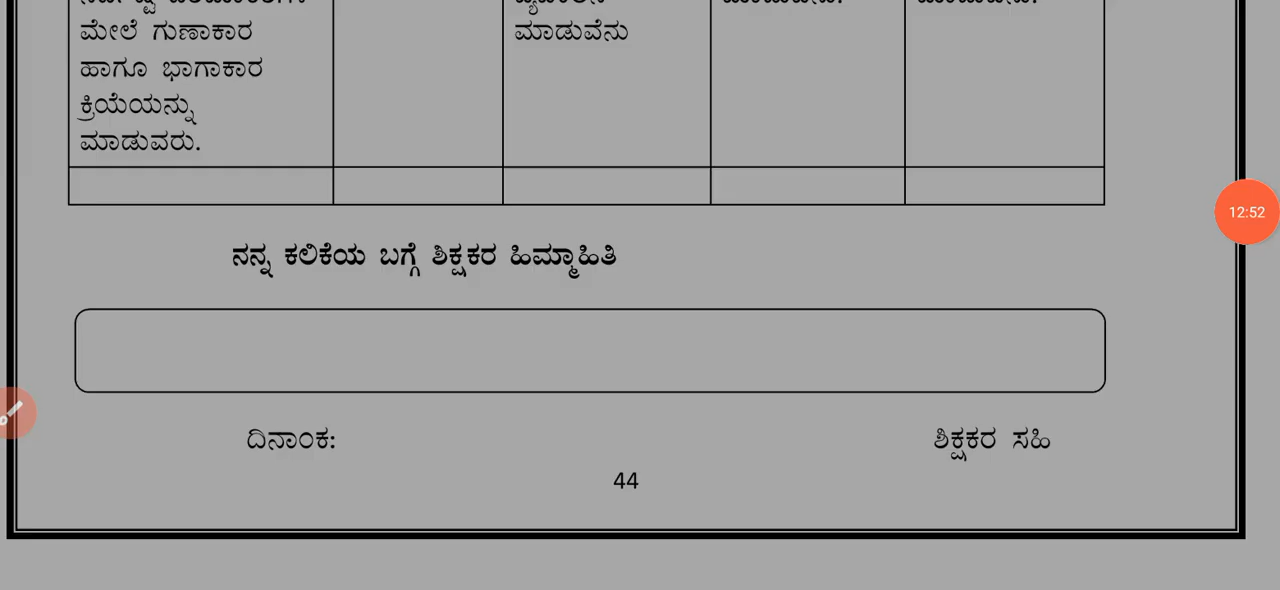 ಮೇಲೆ ಗುಣಾಕಾರ
ಹಾಗೂ ಭಾಗಾಕಾರ
ಕ್ರಿಯೆಯನ್ನು
ಮಾಡುವರು.
ಮಾಡುವೆನು
ನನ್ನ ಕಲಿಕೆಯ ಬಗ್ಗೆ ಶಿಕ್ಷಕರ ಹಿಮ್ಮಾಹಿತಿ
ದಿನಾಂಕ:
ಶಿಕ್ಷಕರ ಸಹಿ
44
12:52